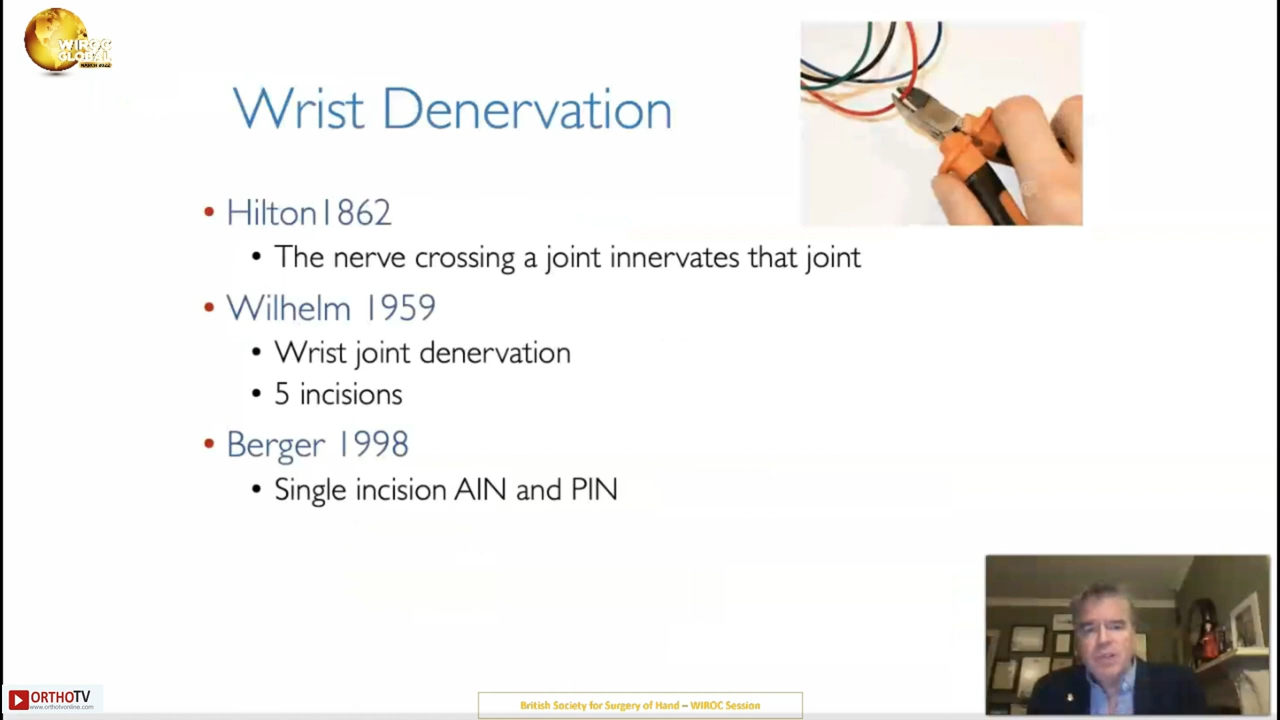 WIROC
GLOBAL
MARCH 2022
Wrist Denervation
• Hilton1862
• The nerve crossing a joint innervates that joint
• Wilhelm 1959
• Wrist joint denervation
• 5 incisions
• Berger 1998
• Single incision AIN and PIN
ORTHOTV
www.orthotvonline.com
British Society for Surgery of Hand – WIROC Session